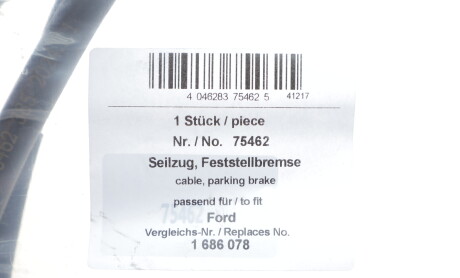 4 046283 75462 5 41217
1 Stück / piece
Nr. / No. 75462
Seilzug, Feststellbremse
cable, parking brake
passend für / to fit
Ford
Vergleichs-Nr. / Replaces No.
1 686 078
75462